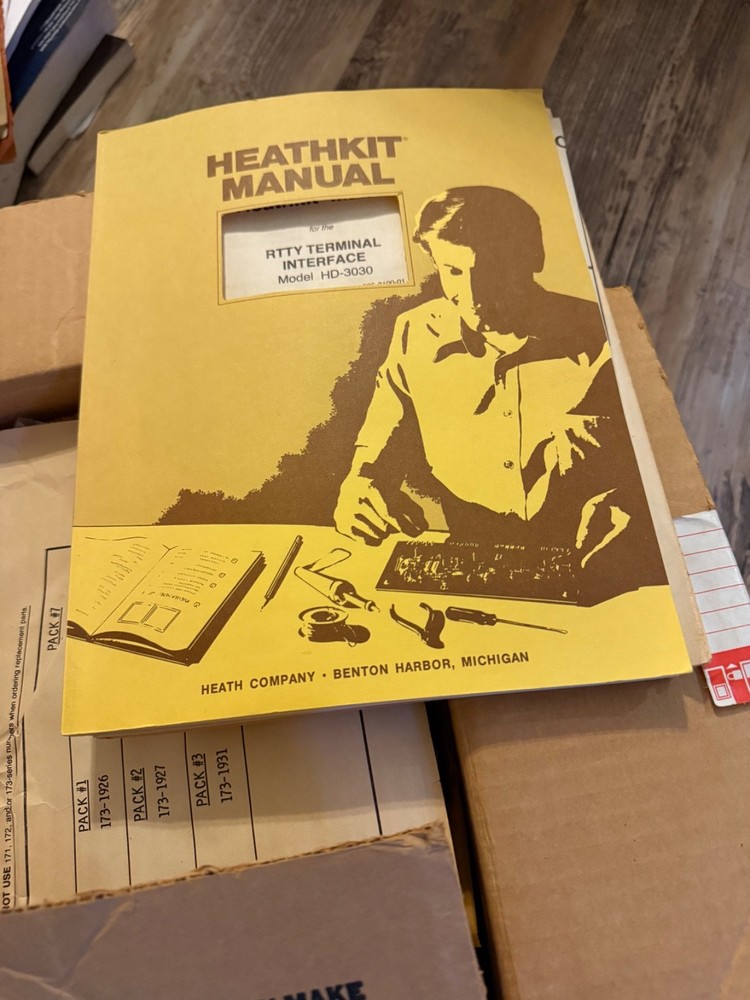 HEATHKIT®
MANUAL
for the
RTTY TERMINAL
INTERFACE
Model HD-3030
HEATH COMPANY • BENTON HARBOR, MICHIGAN
USE 171, 172, and/or 173-series when ordering replacement parts.
PACK #7
PACK #1
173-1926
PACK #2
173-1927
PACK #3
173-1931
MAKE